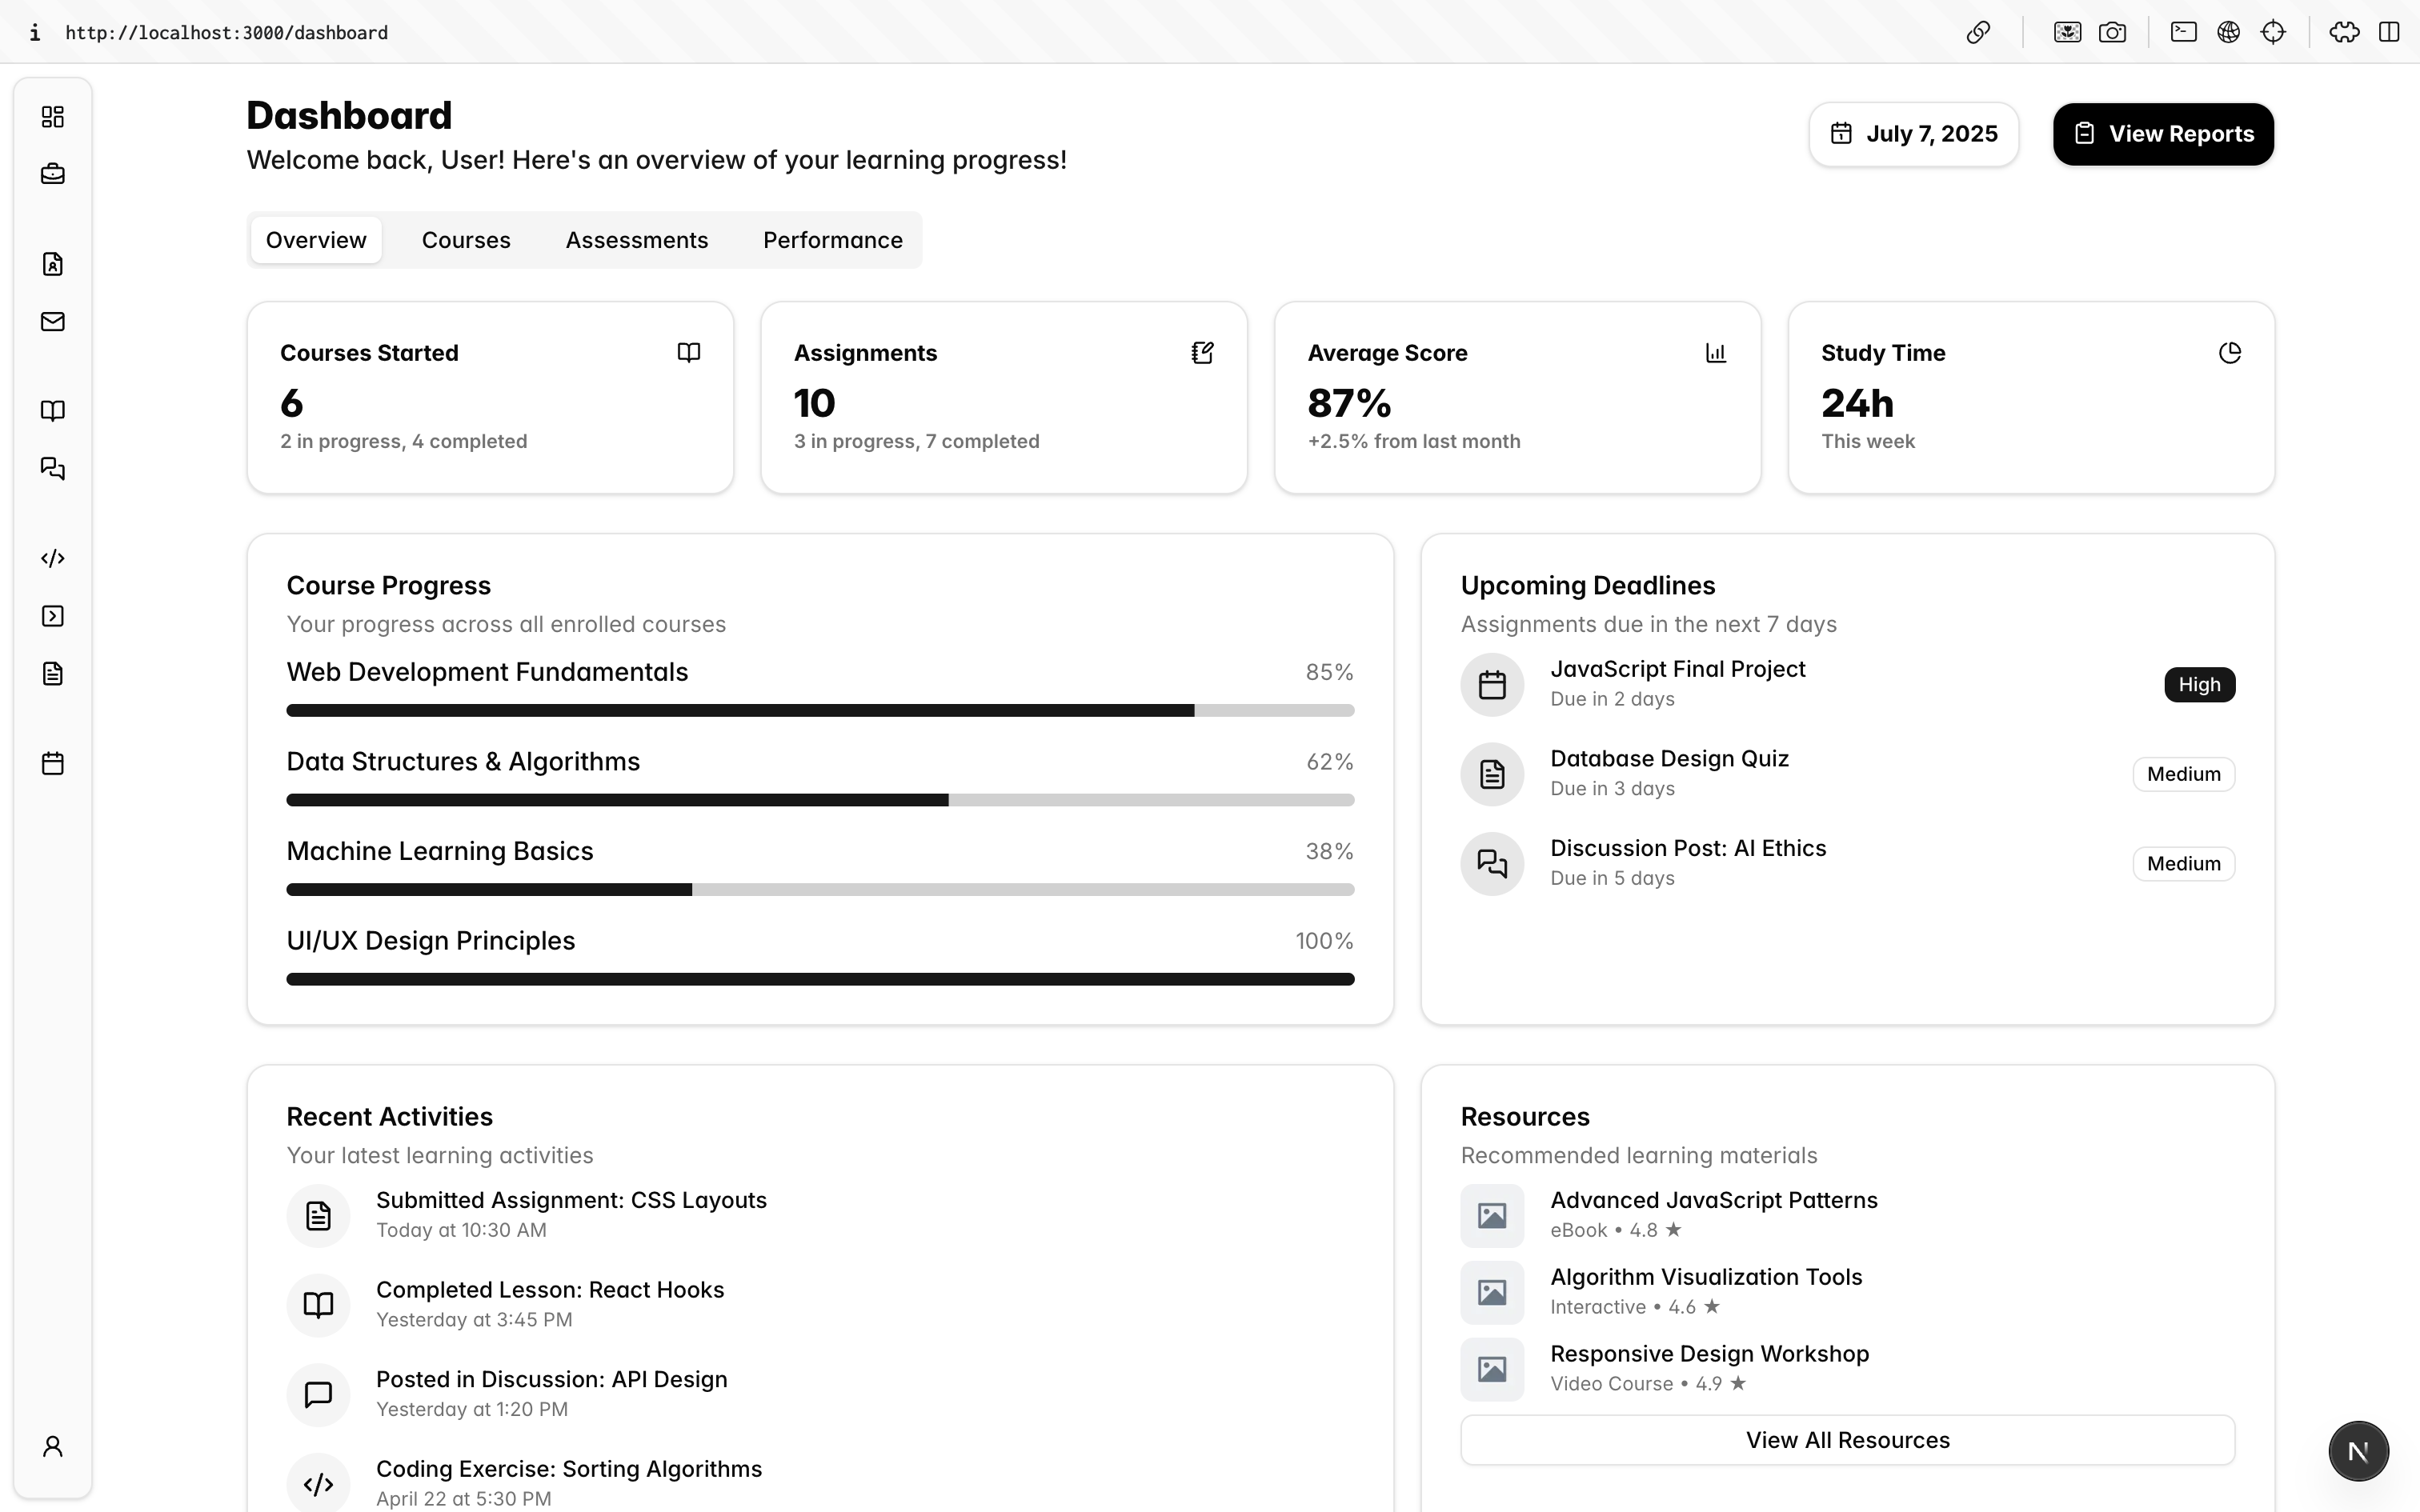 http://localhost:3000/dashboard
Dashboard
Welcome back, User! Here's an overview of your learning progress!
July 7, 2025
View Reports
Overview
Courses
Assessments
Performance
Courses Started
6
2 in progress, 4 completed
Assignments
10
3 in progress, 7 completed
Average Score
87%
+2.5% from last month
Study Time
24h
This week
Course Progress
Your progress across all enrolled courses
Web Development Fundamentals
85%
Data Structures & Algorithms
62%
Machine Learning Basics
38%
UI/UX Design Principles
100%
Upcoming Deadlines
Assignments due in the next 7 days
JavaScript Final Project
Due in 2 days
High
Database Design Quiz
Due in 3 days
Medium
Discussion Post: AI Ethics
Due in 5 days
Medium
Recent Activities
Your latest learning activities
Submitted Assignment: CSS Layouts
Today at 10:30 AM
Completed Lesson: React Hooks
Yesterday at 3:45 PM
Posted in Discussion: API Design
Yesterday at 1:20 PM
Coding Exercise: Sorting Algorithms
April 22 at 5:30 PM
Resources
Recommended learning materials
Advanced JavaScript Patterns
eBook • 4.8 ★
Algorithm Visualization Tools
Interactive • 4.6 ★
Responsive Design Workshop
Video Course • 4.9 ★
View All Resources
N